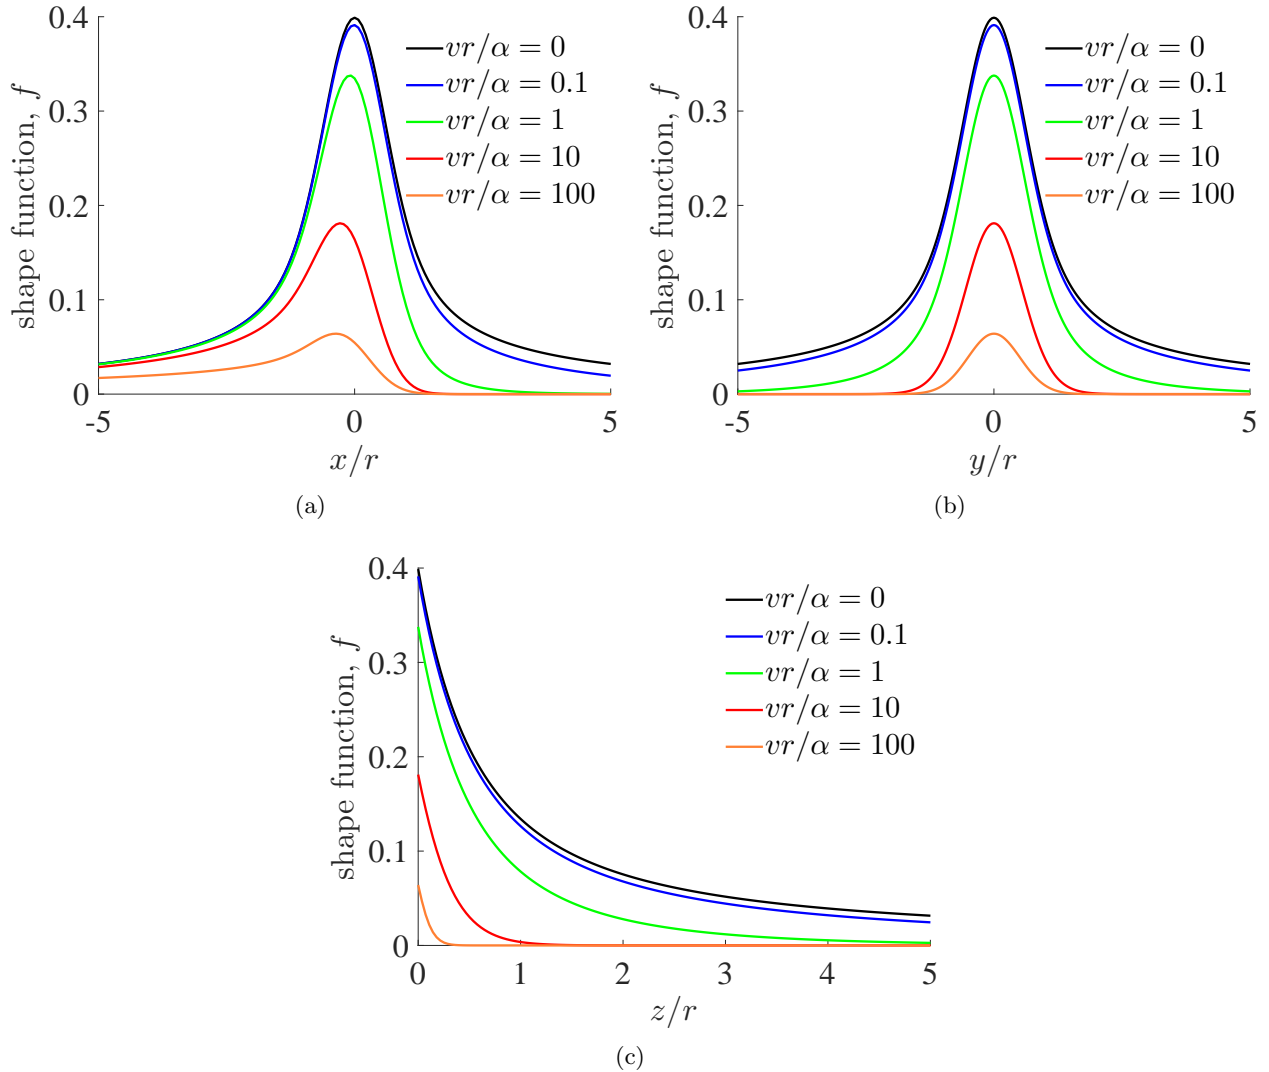 shape function, f
0.4
0.3
0.2
0.1
0
-5
0
5
x/r
vr/α = 0
vr/α = 0.1
vr/α = 1
vr/α = 10
vr/α = 100
(a)
shape function, f
0.4
0.3
0.2
0.1
0
-5
0
5
y/r
vr/α = 0
vr/α = 0.1
vr/α = 1
vr/α = 10
vr/α = 100
(b)
shape function, f
0.4
0.3
0.2
0.1
0
0
1
2
3
4
5
z/r
vr/α = 0
vr/α = 0.1
vr/α = 1
vr/α = 10
vr/α = 100
(c)